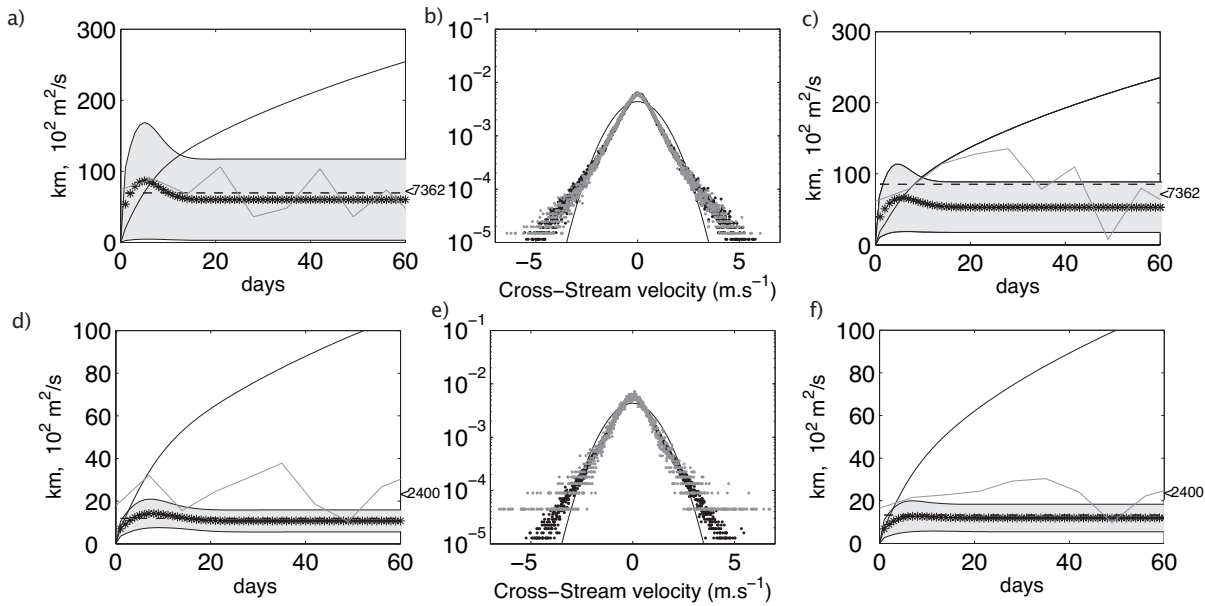 a)
300
200
100
0
km, 10² m²/s
0 20 40 60
days
<7362
b)
10⁻¹
10⁻²
10⁻³
10⁻⁴
10⁻⁵
−5 0 5
Cross−Stream velocity (m.s⁻¹)
c)
300
200
100
0
km, 10² m²/s
0 20 40 60
days
<7362
d)
100
80
60
40
20
0
km, 10² m²/s
0 20 40 60
days
<2400
e)
10⁻¹
10⁻²
10⁻³
10⁻⁴
10⁻⁵
−5 0 5
Cross−Stream velocity (m.s⁻¹)
f)
100
80
60
40
20
0
km, 10² m²/s
0 20 40 60
days
<2400